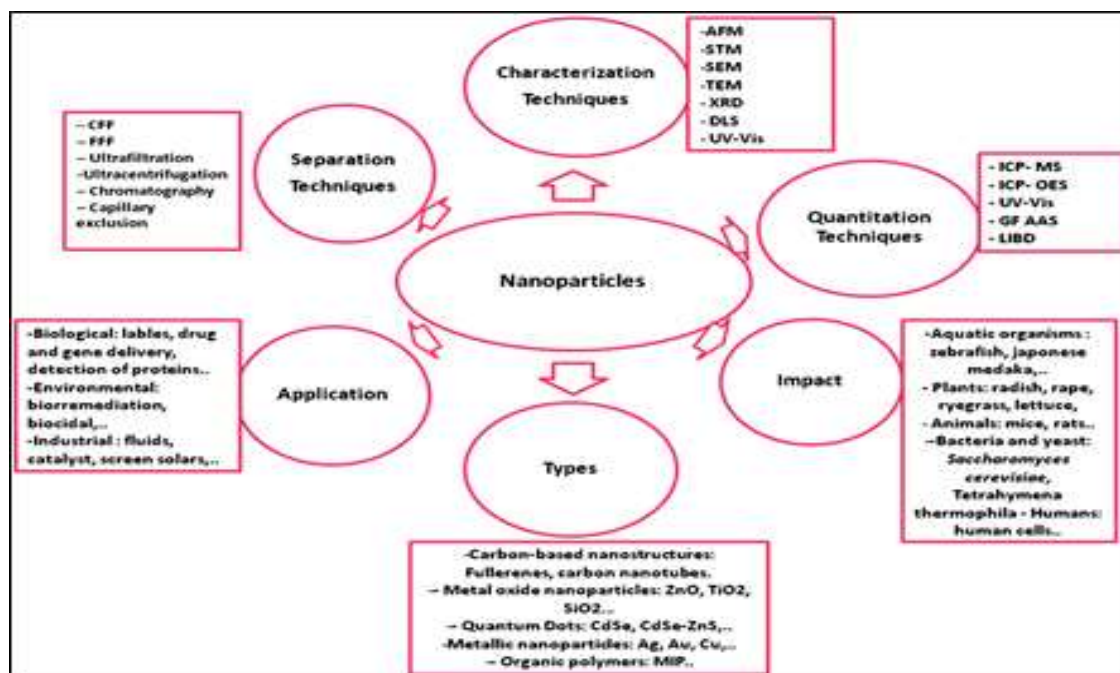 -AFM
-STM
-SEM
-TEM
- XRD
- DLS
- UV-Vis
Characterization
Techniques
– CFF
– FFF
– Ultrafiltration
-Ultracentrifugation
– Chromatography
– Capillary
exclusion
Separation
Techniques
- ICP- MS
- ICP- OES
- UV-Vis
- GF AAS
- LIBD
Quantitation
Techniques
Nanoparticles
-Biological: lables, drug
and gene delivery,
detection of proteins..
-Environmental:
biorremediation,
biocidal,..
-Industrial : fluids,
catalyst, screen solars,..
Application
Impact
-Aquatic organisms :
zebrafish, japonese
medaka,..
- Plants: radish, rape,
ryegrass, lettuce,
- Animals: mice, rats..
–Bacteria and yeast:
Saccharomyces
cerevisiae,
Tetrahymena
thermophila - Humans:
human cells..
Types
-Carbon-based nanostructures:
Fullerenes, carbon nanotubes.
– Metal oxide nanoparticles: ZnO, TiO2,
SiO2..
– Quantum Dots: CdSe, CdSe-ZnS,..
-Metallic nanoparticles: Ag, Au, Cu,..
– Organic polymers: MIP..